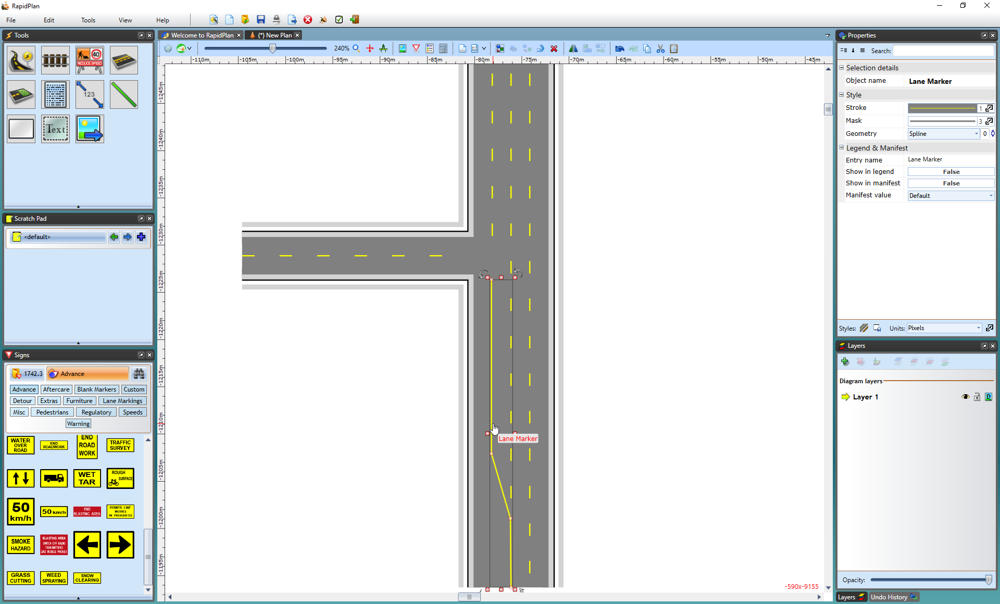 RapidPlan
File Edit Tools View Help
Tools
40
REDUCE SPEED
123
Text
Scratch Pad
<default>
Signs
1742.3 Advance
Advance Aftercare Blank Markers Custom
Detour Extras Furniture Lane Markings
Misc Pedestrians Regulatory Speeds
Warning
WATER OVER ROAD
END ROADWORK
END ROAD WORK
TRAFFIC SURVEY
WET TAR
ROUGH SURFACE
50 km/h
50 km/h
END BLASTING AREA
POWER LINE WORKS IN PROGRESS
SMOKE HAZARD
BLASTING AREA SWITCH OFF RADIO TRANSMITTERS AND MOBILE PHONES
GRASS CUTTING
WEED SPRAYING
SNOW CLEARING
Welcome to RapidPlan (*) New Plan
240%
-110m -105m -100m -95m -90m -85m -80m -75m -70m -65m -60m -55m -50m -45m
-1245m
-1240m
-1235m
-1230m
-1225m
-1220m
-1215m
-1210m
-1205m
-1200m
-1195m
Lane Marker
-590x-9155
Properties
Search:
Selection details
Object name Lane Marker
Style
Stroke 1
Mask 3
Geometry Spline 0
Legend & Manifest
Entry name Lane Marker
Show in legend False
Show in manifest False
Manifest value Default
Styles: Units: Pixels
Layers
Diagram layers
Layer 1 D
Opacity:
Layers Undo History